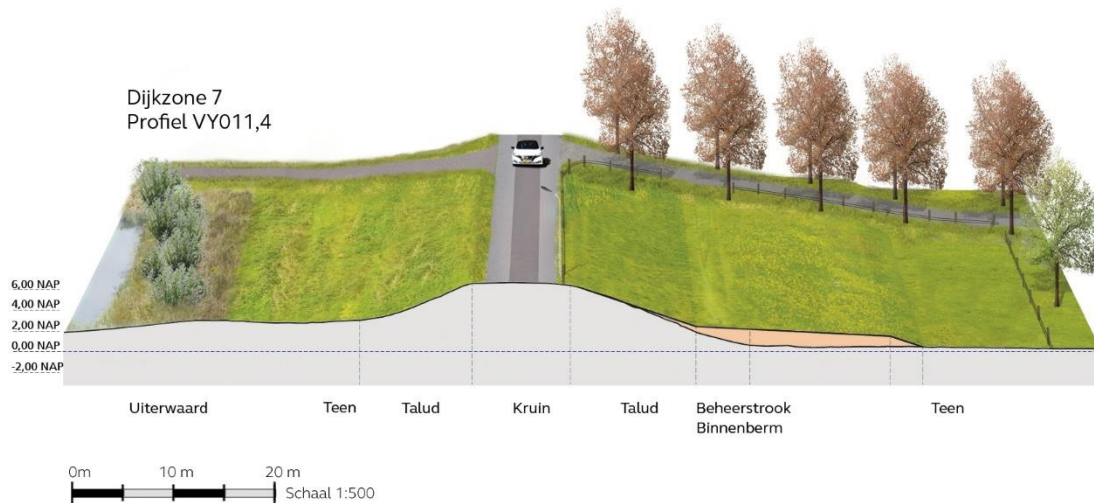 Dijkzone 7
Profiel VY011,4
6,00 NAP
4,00 NAP
2,00 NAP
0,00 NAP
-2,00 NAP
Uiterwaard Teen Talud Kruin Talud Beheerstrook Teen
Binnenberm
0m 10 m 20 m
Schaal 1:500